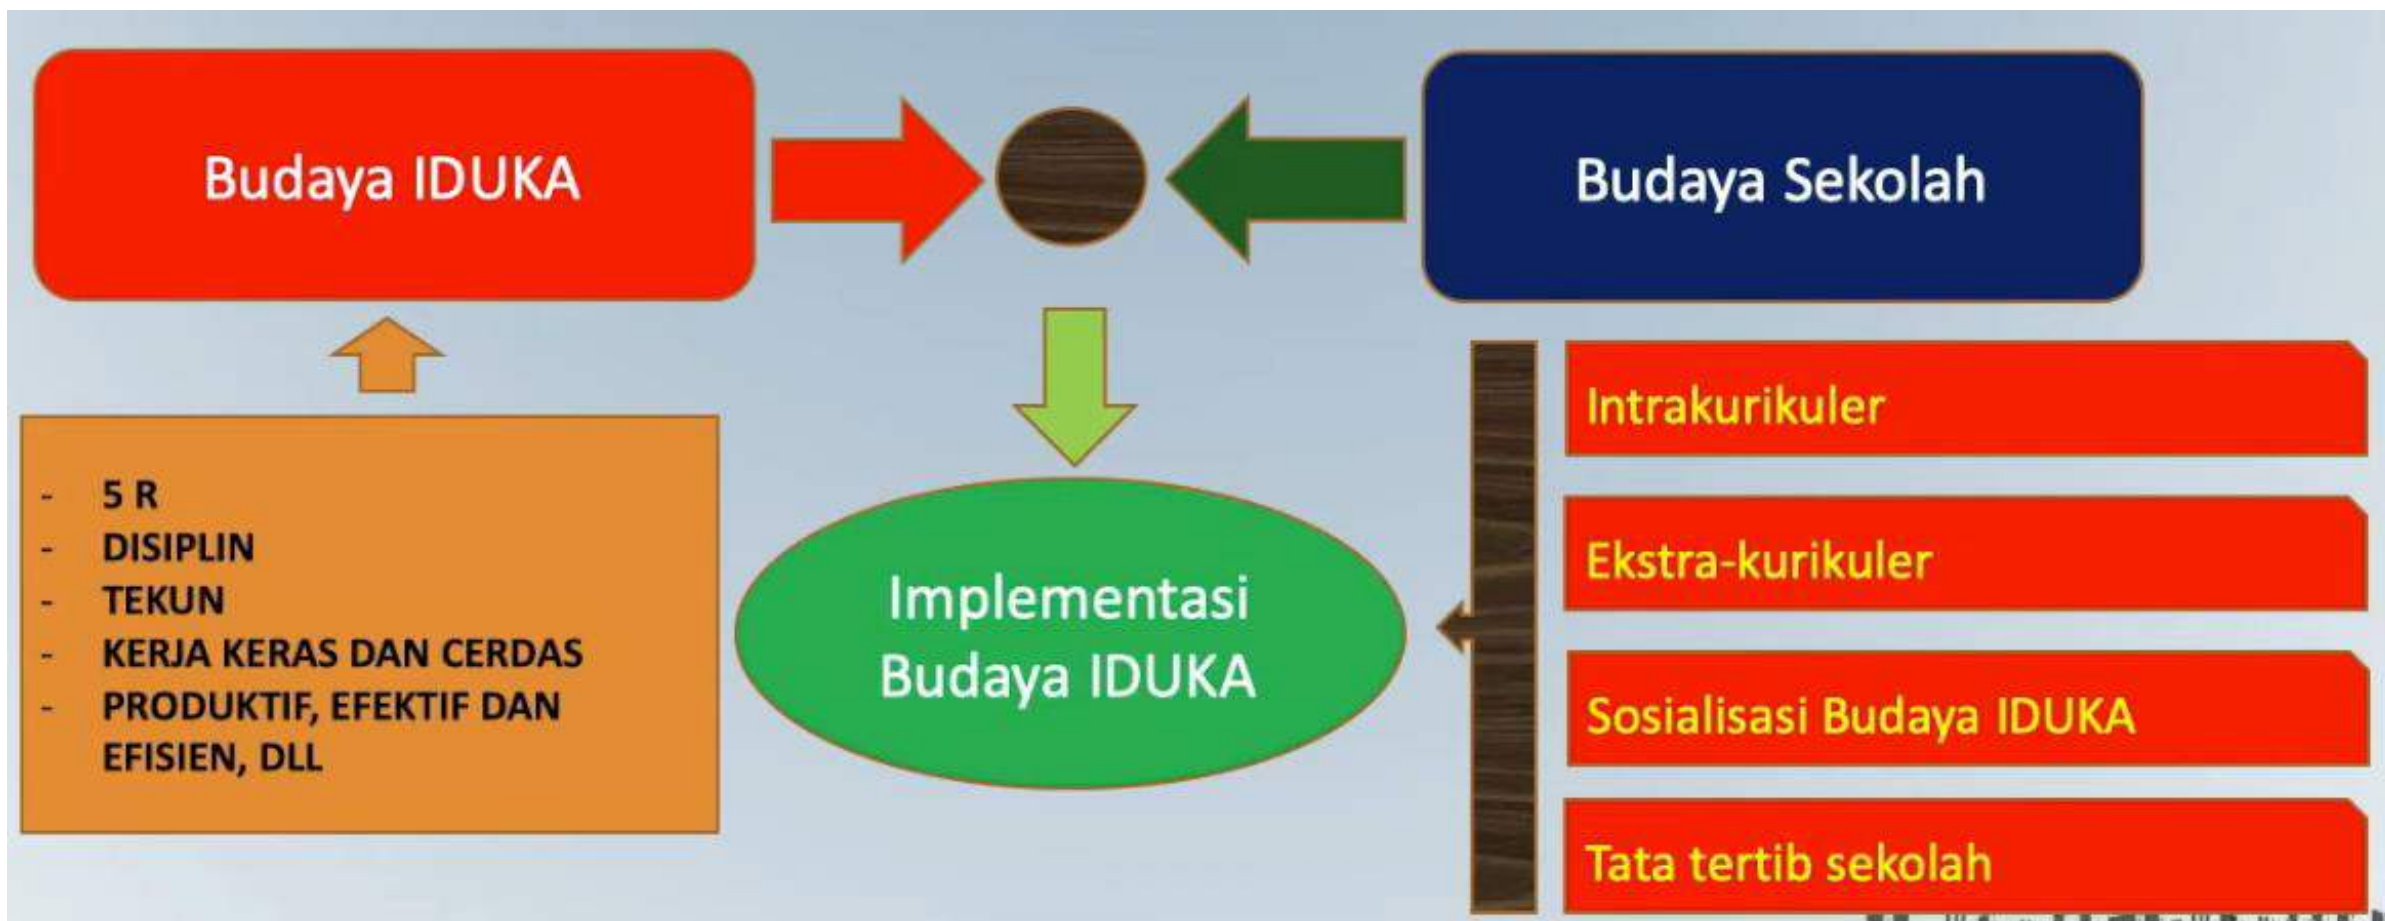 Budaya IDUKA
Budaya Sekolah
- 5 R
- DISIPLIN
- TEKUN
- KERJA KERAS DAN CERDAS
- PRODUKTIF, EFEKTIF DAN
EFISIEN, DLL
Implementasi
Budaya IDUKA
Intrakurikuler
Ekstra-kurikuler
Sosialisasi Budaya IDUKA
Tata tertib sekolah